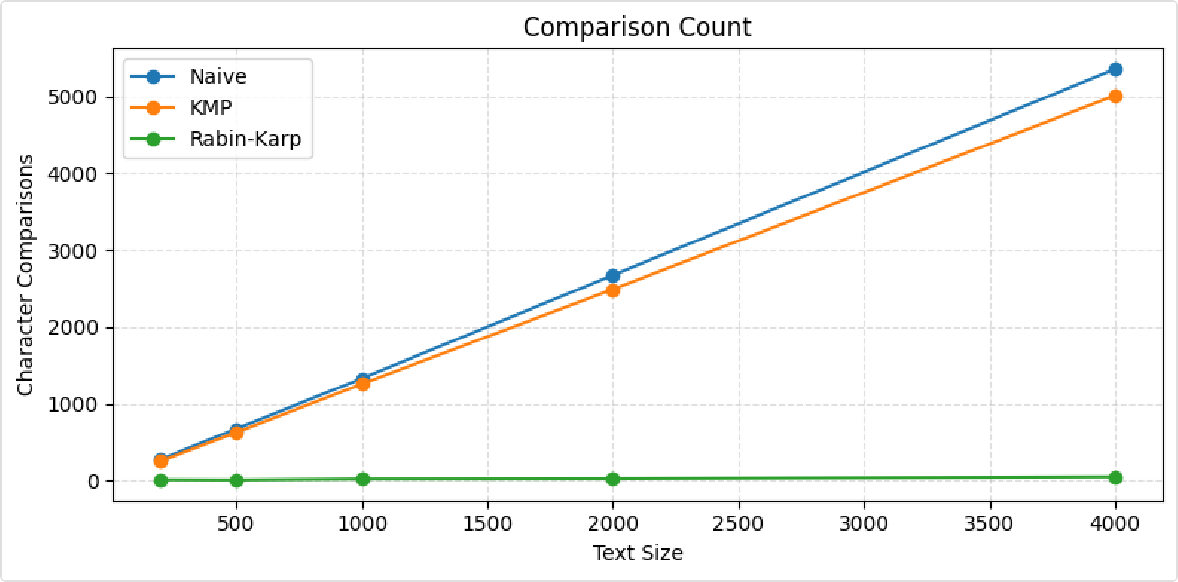 Comparison Count
Naive
KMP
Rabin-Karp
Character Comparisons
5000
4000
3000
2000
1000
0
500
1000
1500
2000
2500
3000
3500
4000
Text Size